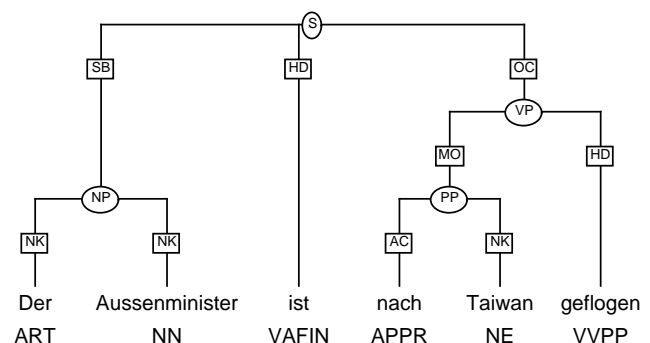 S
SB HD OC
VP
MO HD
NP PP
NK NK AC NK
Der Aussenminister ist nach Taiwan geflogen
ART NN VAFIN APPR NE VVPP